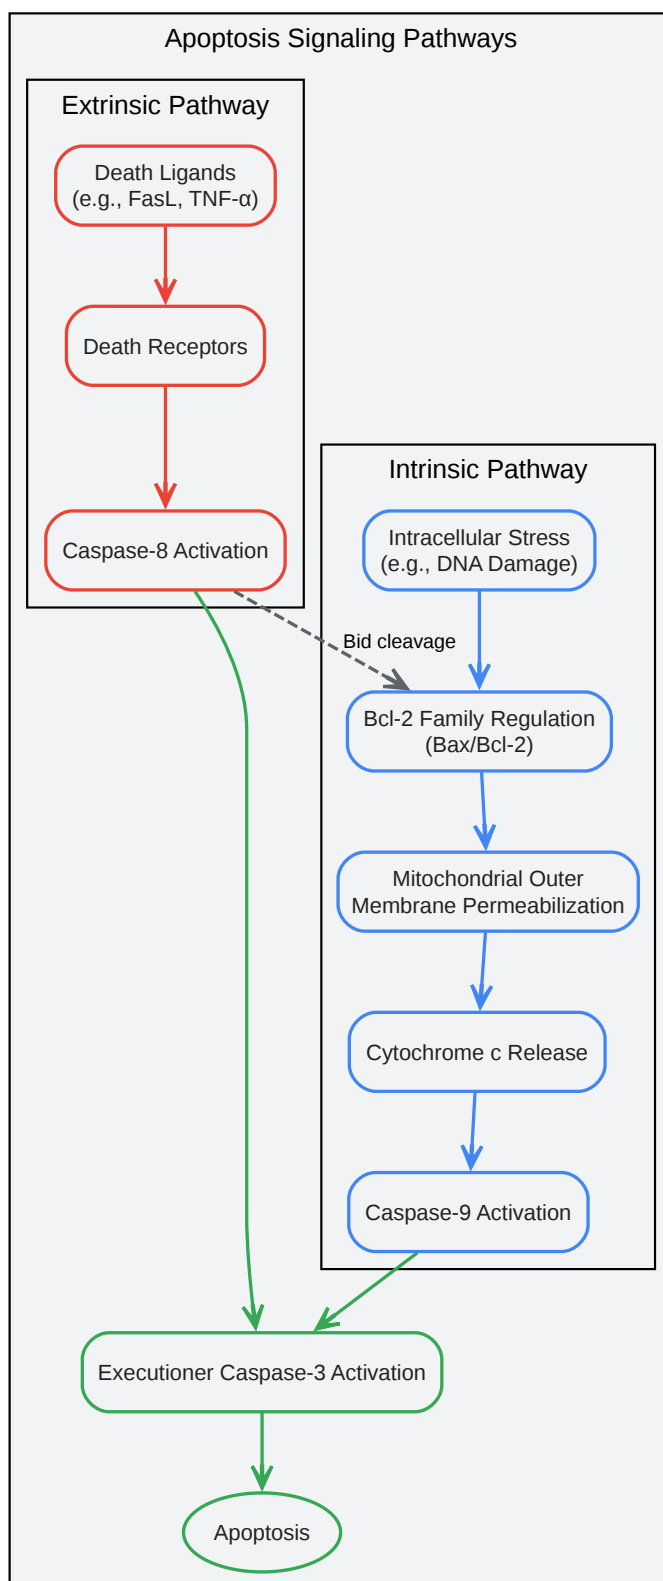 Apoptosis Signaling Pathways
Extrinsic Pathway
Death Ligands
(e.g., FasL, TNF-α)
Death Receptors
Caspase-8 Activation
Intrinsic Pathway
Intracellular Stress
(e.g., DNA Damage)
Bid cleavage
Bcl-2 Family Regulation
(Bax/Bcl-2)
Mitochondrial Outer
Membrane Permeabilization
Cytochrome c Release
Caspase-9 Activation
Executioner Caspase-3 Activation
Apoptosis